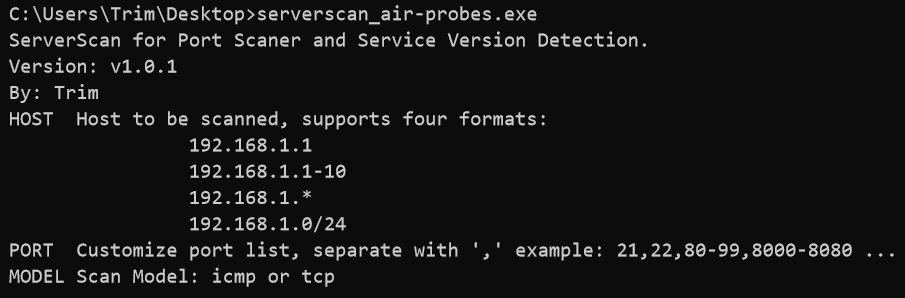 C:\Users\Trim\Desktop>serverscan_air-probes.exe
ServerScan for Port Scaner and Service Version Detection.
Version: v1.0.1
By: Trim
HOST  Host to be scanned, supports four formats:
192.168.1.1
192.168.1.1-10
192.168.1.*
192.168.1.0/24
PORT  Customize port list, separate with ',' example: 21,22,80-99,8000-8080 ...
MODEL Scan Model: icmp or tcp